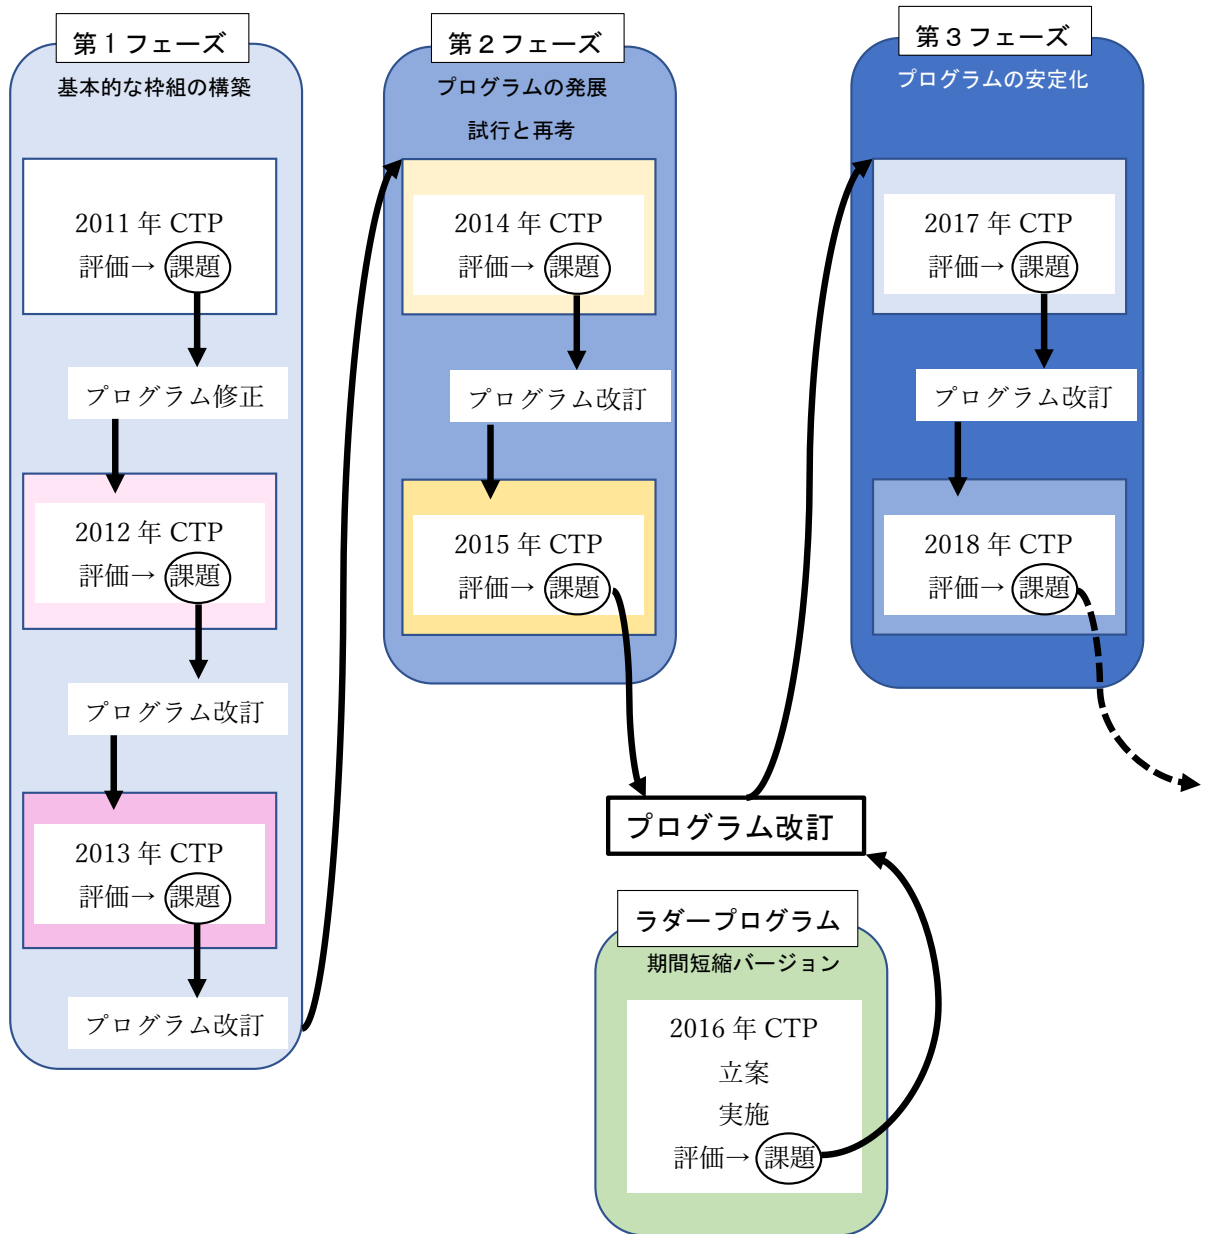 第1フェーズ
基本的な枠組の構築
2011 年 CTP
評価→ 課題
プログラム修正
2012 年 CTP
評価→ 課題
プログラム改訂
2013 年 CTP
評価→ 課題
プログラム改訂
第2フェーズ
プログラムの発展
試行と再考
2014 年 CTP
評価→ 課題
プログラム改訂
2015 年 CTP
評価→ 課題
プログラム改訂
ラダープログラム
期間短縮バージョン
2016 年 CTP
立案
実施
評価→ 課題
第3フェーズ
プログラムの安定化
2017 年 CTP
評価→ 課題
プログラム改訂
2018 年 CTP
評価→ 課題